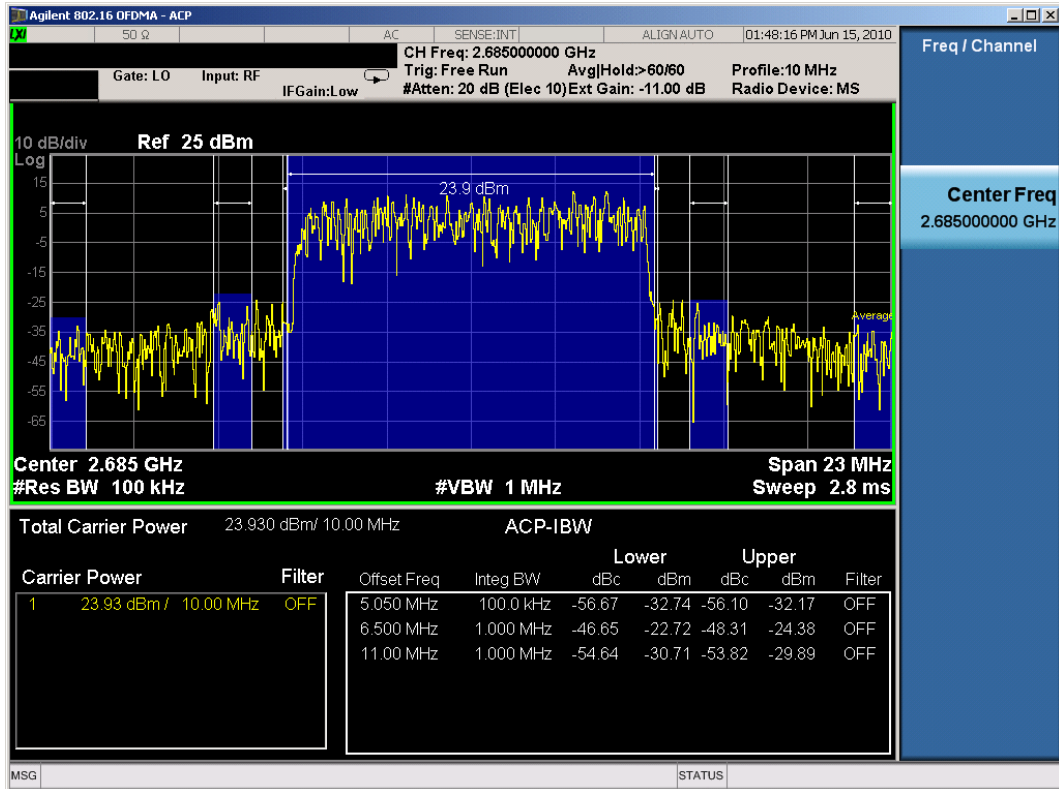 Agilent 802.16 OFDMA - ACP
LXI 50 Ω AC SENSE:INT ALIGN AUTO 01:48:16 PM Jun 15, 2010
Freq / Channel
CH Freq: 2.685000000 GHz
Gate: LO Input: RF Trig: Free Run Avg|Hold:>60/60 Profile:10 MHz
IFGain:Low #Atten: 20 dB (Elec 10) Ext Gain: -11.00 dB Radio Device: MS
10 dB/div Ref 25 dBm
Log
15
23.9 dBm
Center Freq
2.685000000 GHz
5
-5
-15
-25
Average
-35
-45
-55
-65
Center 2.685 GHz Span 23 MHz
#Res BW 100 kHz #VBW 1 MHz Sweep 2.8 ms
Total Carrier Power 23.930 dBm/ 10.00 MHz ACP-IBW
Lower Upper
Carrier Power Filter Offset Freq Integ BW dBc dBm dBc dBm Filter
1 23.93 dBm / 10.00 MHz OFF 5.050 MHz 100.0 kHz -56.67 -32.74 -56.10 -32.17 OFF
6.500 MHz 1.000 MHz -46.65 -22.72 -48.31 -24.38 OFF
11.00 MHz 1.000 MHz -54.64 -30.71 -53.82 -29.89 OFF
MSG STATUS